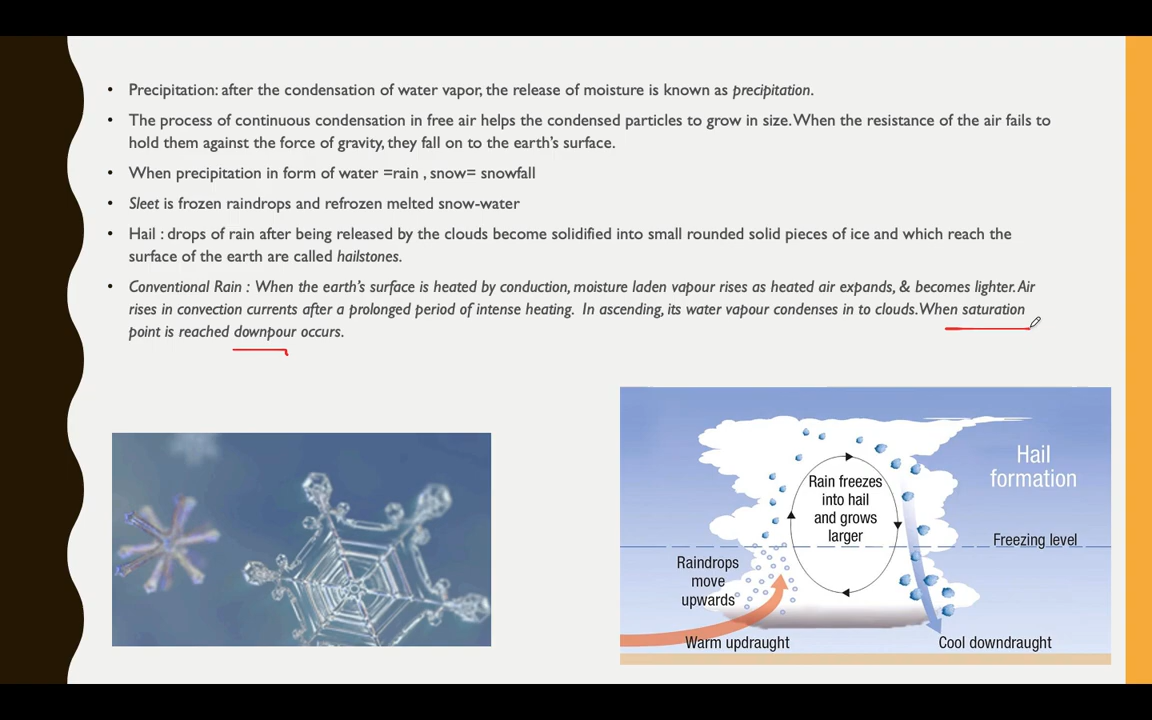 • Precipitation: after the condensation of water vapor, the release of moisture is known as precipitation.
• The process of continuous condensation in free air helps the condensed particles to grow in size. When the resistance of the air fails to
hold them against the force of gravity, they fall on to the earth's surface.
• When precipitation in form of water =rain , snow= snowfall
• Sleet is frozen raindrops and refrozen melted snow-water
• Hail : drops of rain after being released by the clouds become solidified into small rounded solid pieces of ice and which reach the
surface of the earth are called hailstones.
• Conventional Rain : When the earth's surface is heated by conduction, moisture laden vapour rises as heated air expands, & becomes lighter. Air
rises in convection currents after a prolonged period of intense heating. In ascending, its water vapour condenses in to clouds. When saturation
point is reached downpour occurs.
Hail
formation
Rain freezes
into hail
and grows
larger
Freezing level
Raindrops
move
upwards
Warm updraught
Cool downdraught